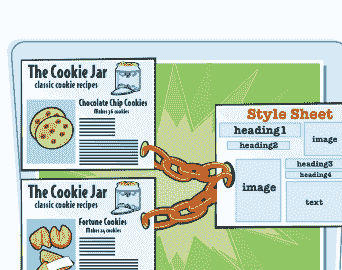 The Cookie Jar
classic cookie recipes
Chocolate Chip Cookies
Makes 36 cookies
The Cookie Jar
classic cookie recipes
Fortune Cookies
Makes 24 cookies
Style Sheet
heading1
image
heading2
heading3
heading4
image
text